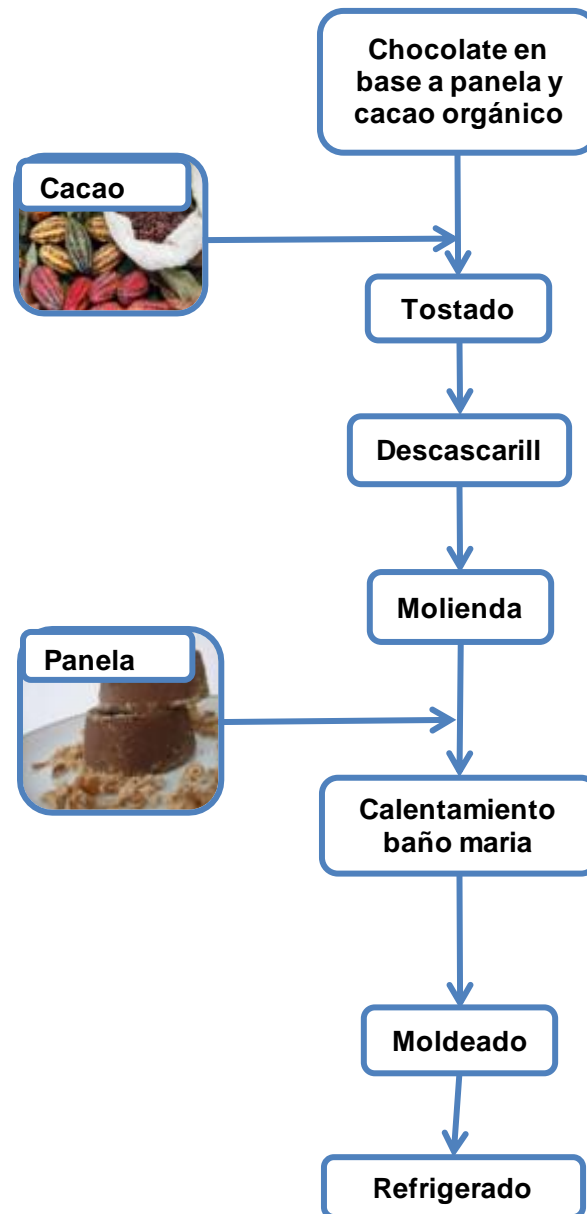 Chocolate en
base a panela y
cacao orgánico
Cacao
Tostado
Descascarill
Molienda
Panela
Calentamiento
baño maria
Moldeado
Refrigerado